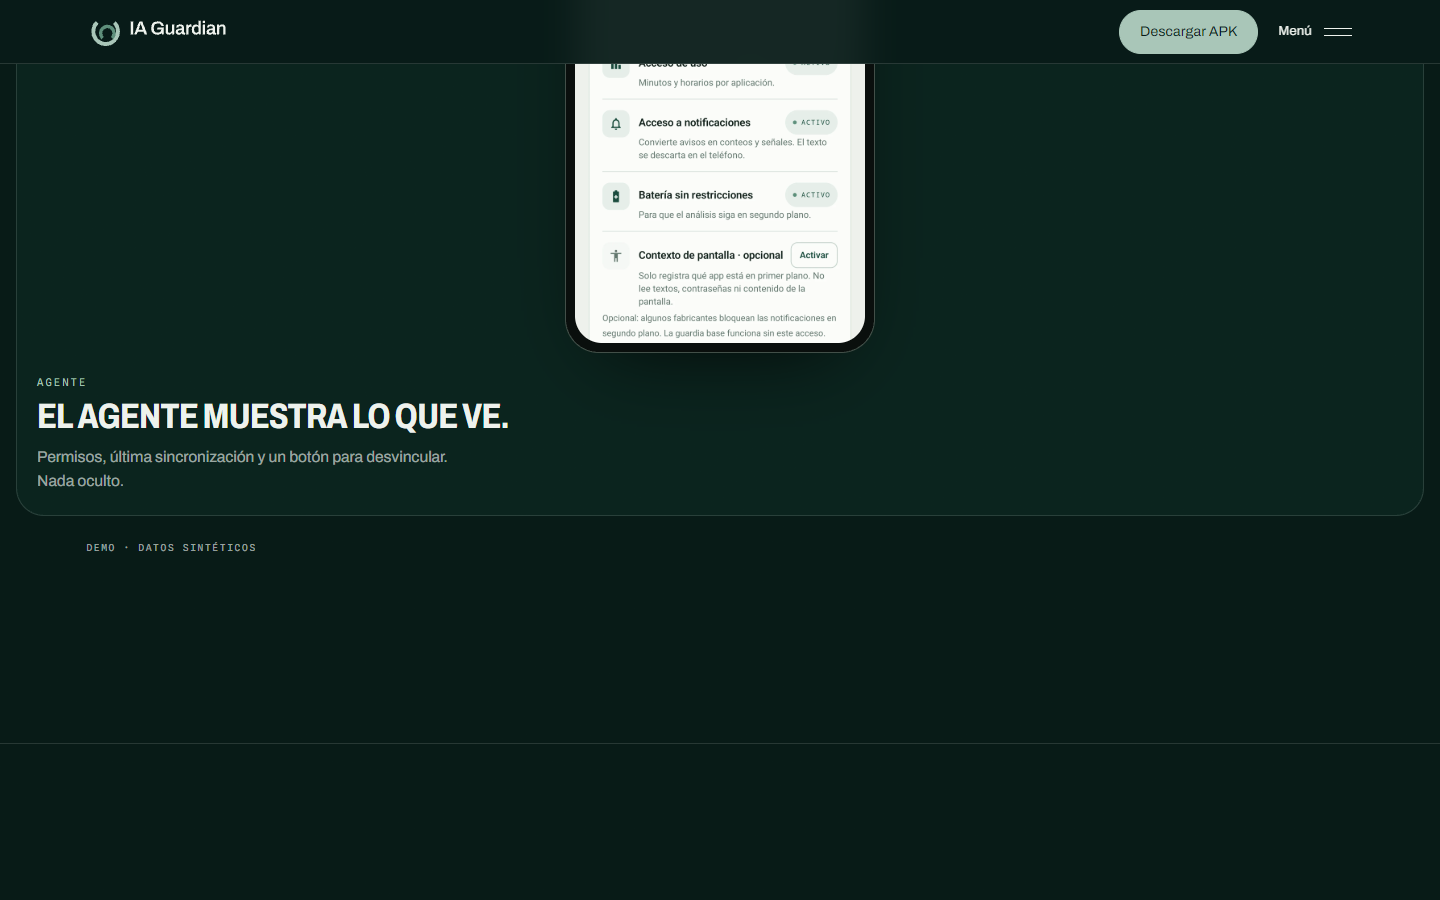 IA Guardian
Descargar APK
Menú
Acceso de uso
Minutos y horarios por aplicación.
Acceso a notificaciones
ACTIVO
Convierte avisos en conteos y señales. El texto
se descarta en el teléfono.
Batería sin restricciones
ACTIVO
Para que el análisis siga en segundo plano.
Contexto de pantalla · opcional
Activar
Solo registra qué app está en primer plano. No
lee textos, contraseñas ni contenido de la
pantalla.
Opcional: algunos fabricantes bloquean las notificaciones en
segundo plano. La guardia base funciona sin este acceso.
AGENTE
EL AGENTE MUESTRA LO QUE VE.
Permisos, última sincronización y un botón para desvincular.
Nada oculto.
DEMO · DATOS SINTÉTICOS